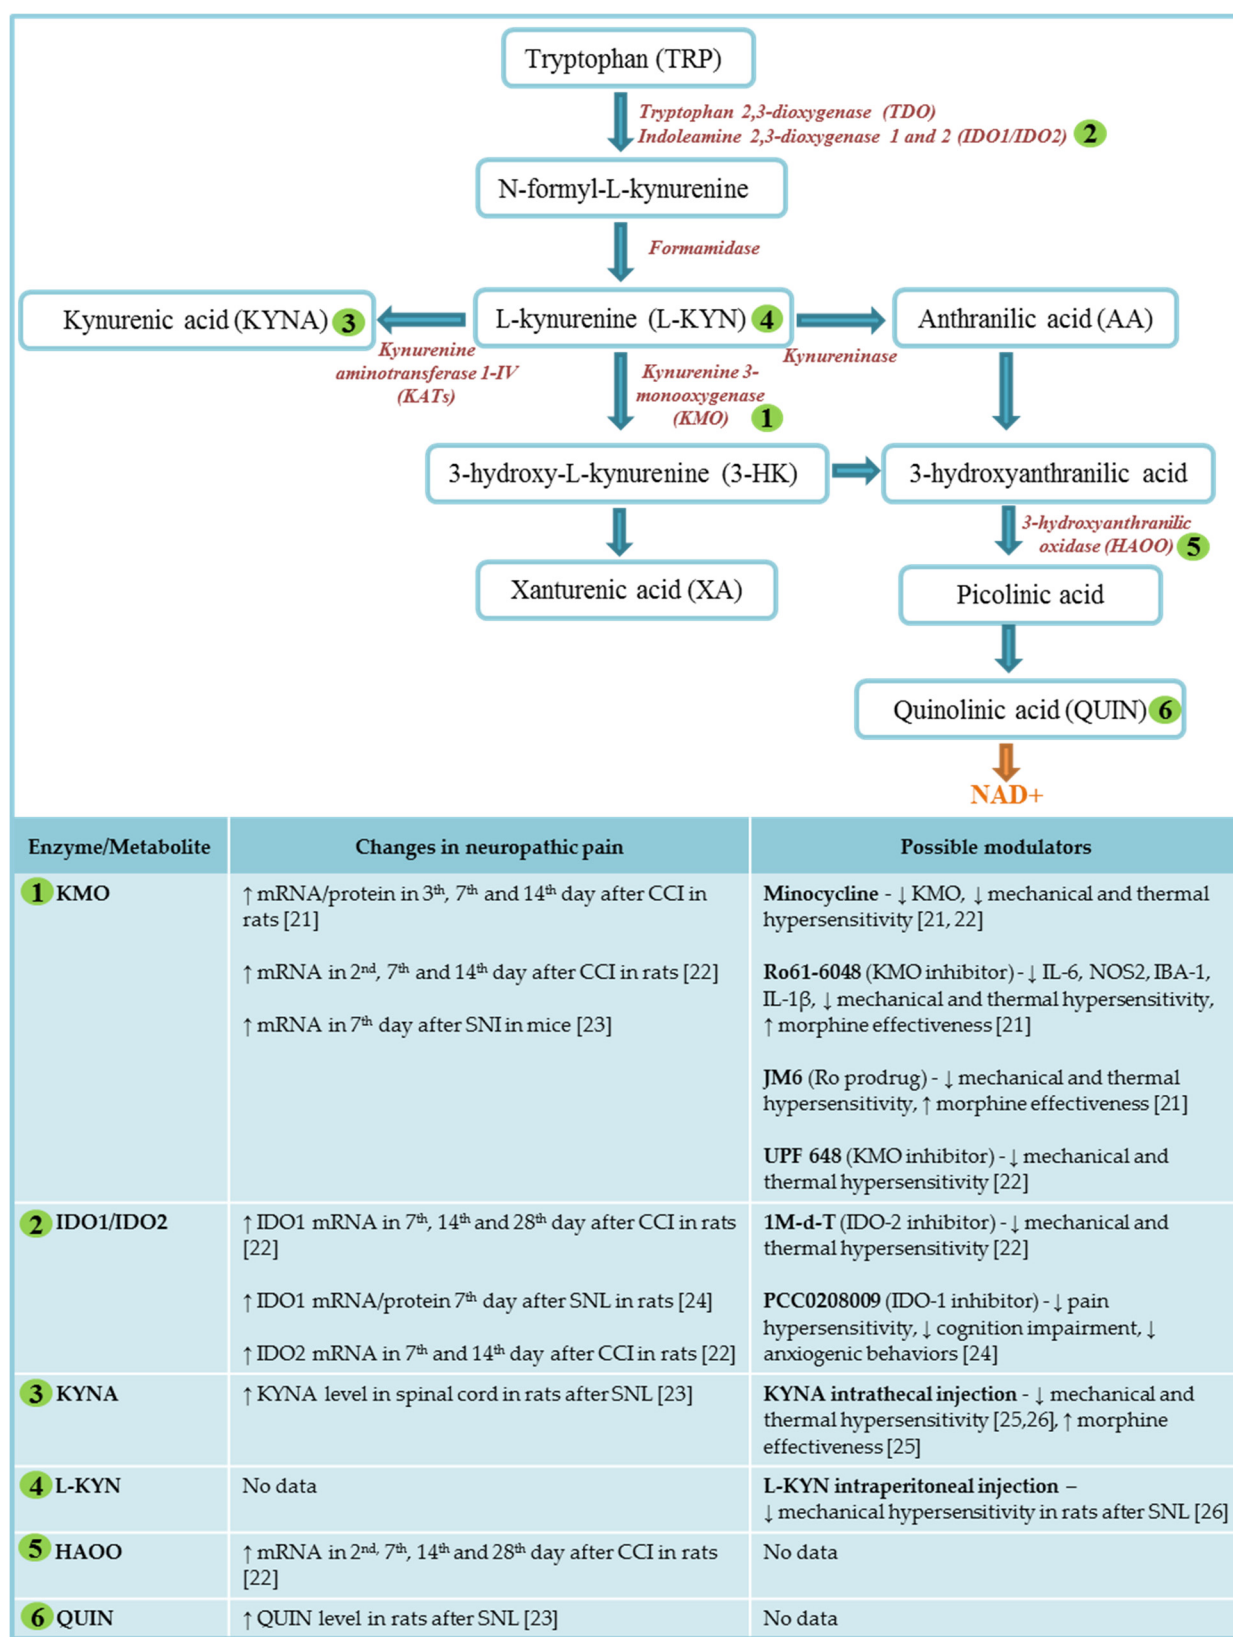 Tryptophan (TRP)
Tryptophan 2,3-dioxygenase (TDO)
Indoleamine 2,3-dioxygenase 1 and 2 (IDO1/IDO2) 2
N-formyl-L-kynurenine
Formamidase
Kynurenic acid (KYNA) 3
L-kynurenine (L-KYN) 4
Anthranilic acid (AA)
Kynurenine
aminotransferase 1-IV
(KATs)
Kynurenine 3-
monooxygenase
(KMO) 1
Kynureninase
3-hydroxy-L-kynurenine (3-HK)
3-hydroxyanthranilic acid
3-hydroxyanthranilic
oxidase (HAOO) 5
Xanturenic acid (XA)
Picolinic acid
Quinolinic acid (QUIN) 6
NAD+
Enzyme/Metabolite
Changes in neuropathic pain
Possible modulators
1 KMO
↑ mRNA/protein in 3th, 7th and 14th day after CCI in
rats [21]
↑ mRNA in 2nd, 7th and 14th day after CCI in rats [22]
↑ mRNA in 7th day after SNI in mice [23]
Minocycline - ↓ KMO, ↓ mechanical and thermal
hypersensitivity [21, 22]
Ro61-6048 (KMO inhibitor) - ↓ IL-6, NOS2, IBA-1,
IL-1β, ↓ mechanical and thermal hypersensitivity,
↑ morphine effectiveness [21]
JM6 (Ro prodrug) - ↓ mechanical and thermal
hypersensitivity, ↑ morphine effectiveness [21]
UPF 648 (KMO inhibitor) - ↓ mechanical and
thermal hypersensitivity [22]
2 IDO1/IDO2
↑ IDO1 mRNA in 7th, 14th and 28th day after CCI in rats
[22]
↑ IDO1 mRNA/protein 7th day after SNL in rats [24]
↑ IDO2 mRNA in 7th and 14th day after CCI in rats [22]
1M-d-T (IDO-2 inhibitor) - ↓ mechanical and
thermal hypersensitivity [22]
PCC0208009 (IDO-1 inhibitor) - ↓ pain
hypersensitivity, ↓ cognition impairment, ↓
anxiogenic behaviors [24]
3 KYNA
↑ KYNA level in spinal cord in rats after SNL [23]
KYNA intrathecal injection - ↓ mechanical and
thermal hypersensitivity [25,26], ↑ morphine
effectiveness [25]
4 L-KYN
No data
L-KYN intraperitoneal injection –
↓ mechanical hypersensitivity in rats after SNL [26]
5 HAOO
↑ mRNA in 2nd, 7th, 14th and 28th day after CCI in rats
[22]
No data
6 QUIN
↑ QUIN level in rats after SNL [23]
No data